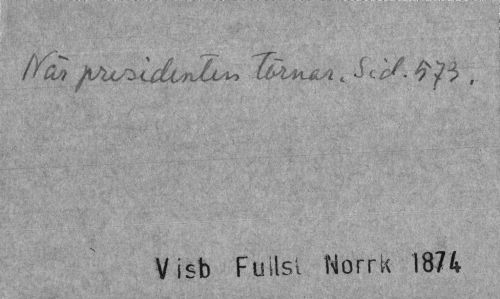 När presidenten törnar. Sid. 573.
Visb Fullst Norrk 1874